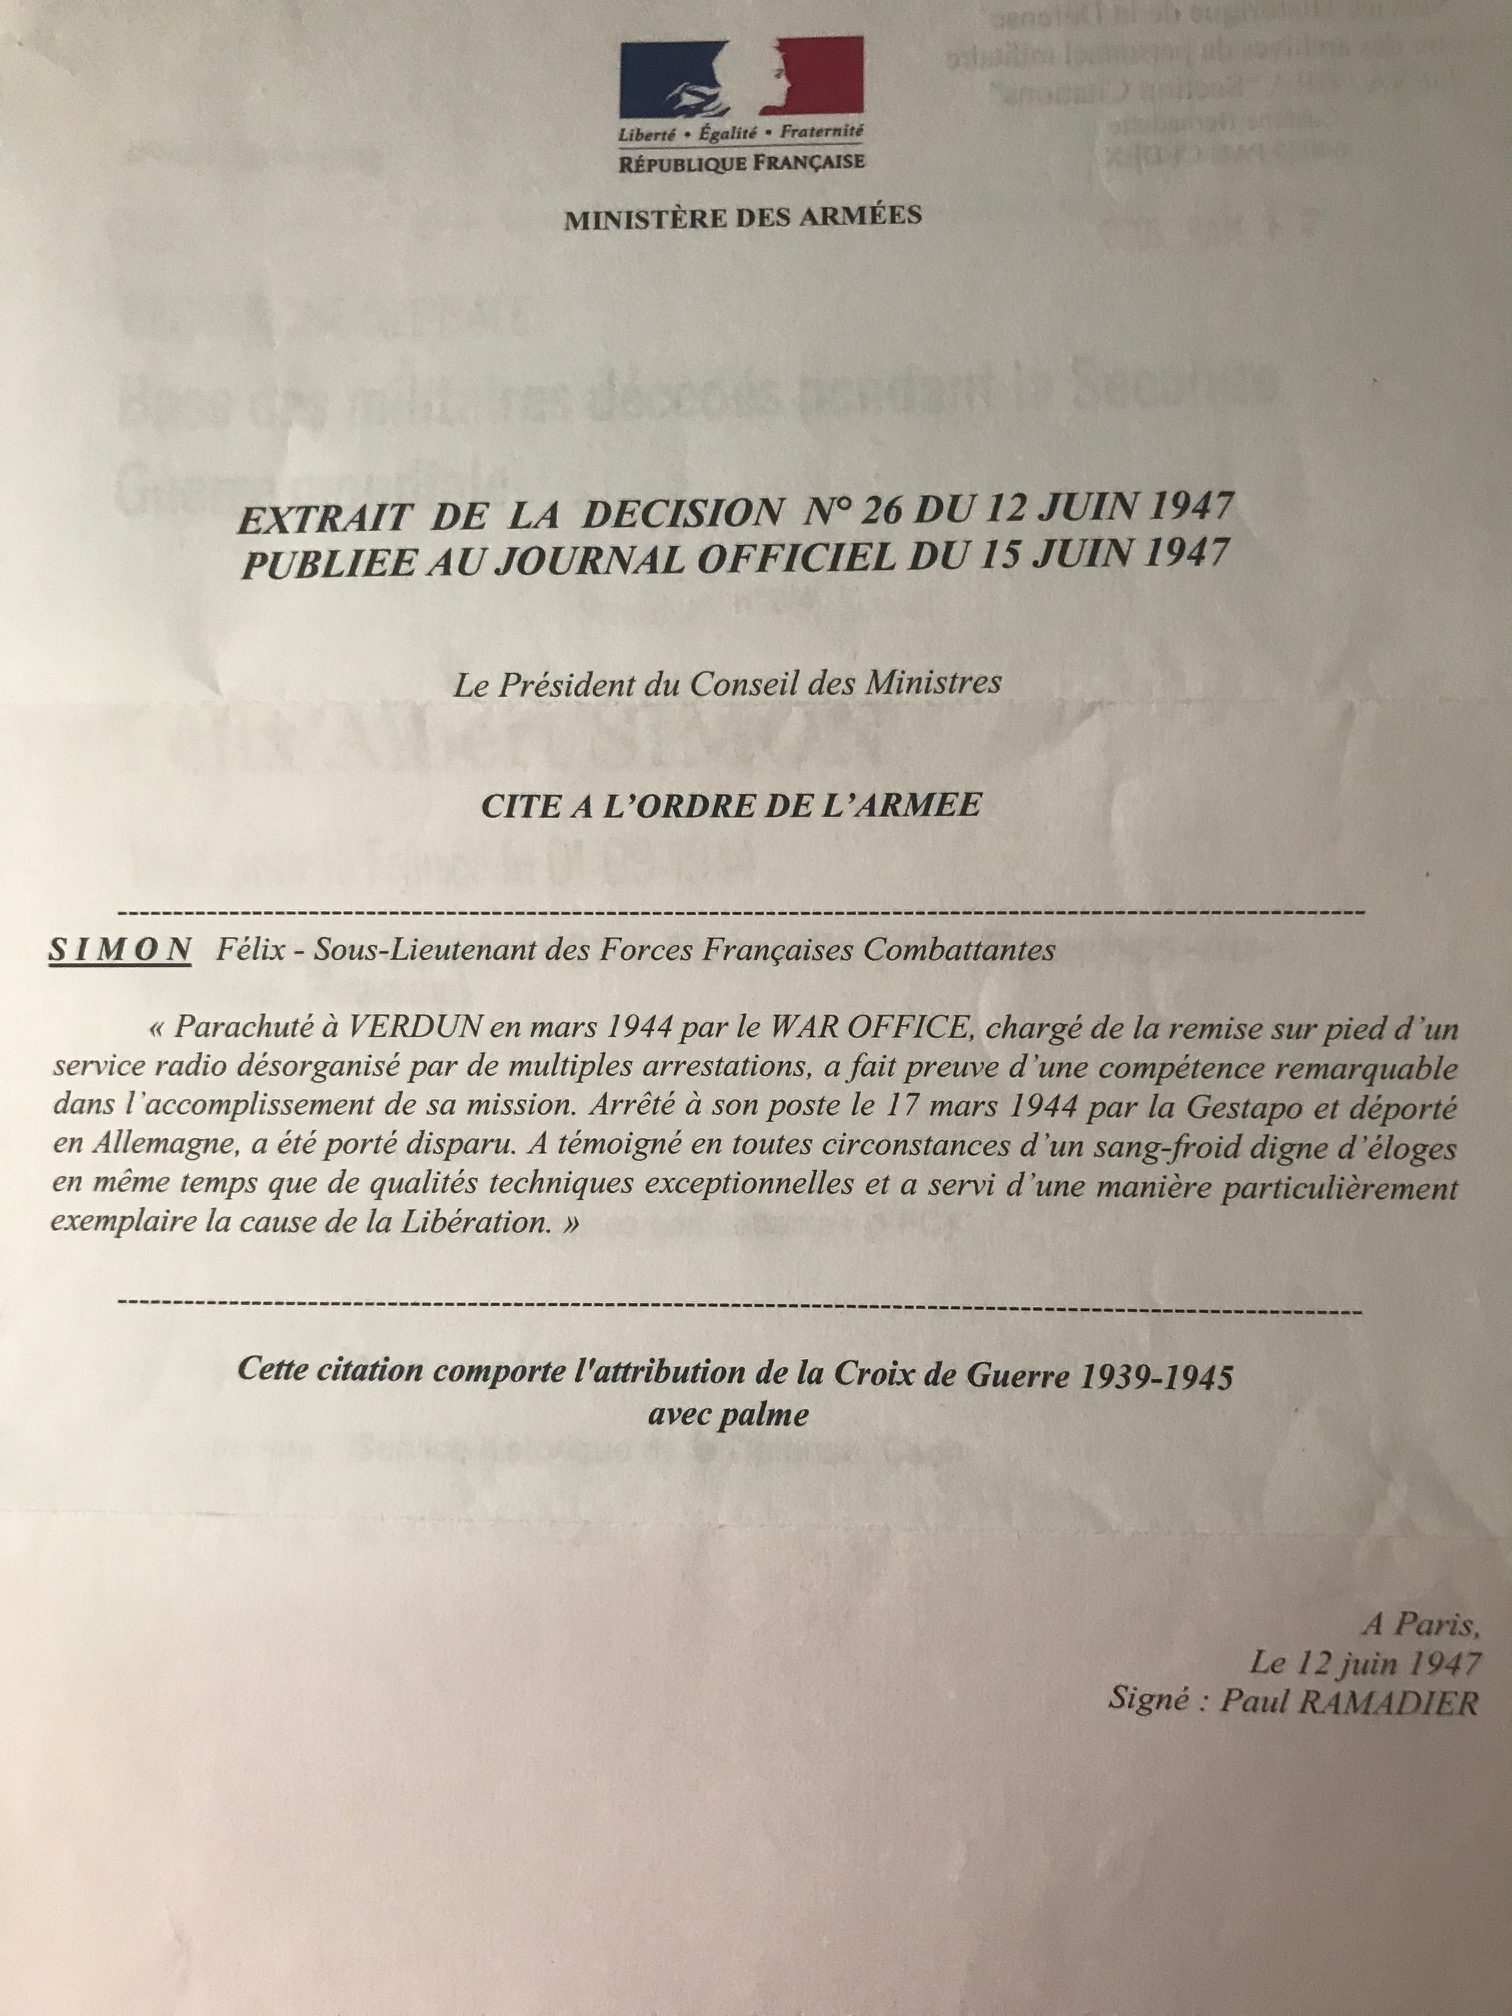 Liberté • Égalité • Fraternité
RÉPUBLIQUE FRANÇAISE
MINISTÈRE DES ARMÉES
EXTRAIT DE LA DECISION N° 26 DU 12 JUIN 1947
PUBLIEE AU JOURNAL OFFICIEL DU 15 JUIN 1947
Le Président du Conseil des Ministres
CITE A L’ORDRE DE L’ARMEE
SIMON Félix - Sous-Lieutenant des Forces Françaises Combattantes
« Parachuté à VERDUN en mars 1944 par le WAR OFFICE, chargé de la remise sur pied d’un
service radio désorganisé par de multiples arrestations, a fait preuve d’une compétence remarquable
dans l’accomplissement de sa mission. Arrêté à son poste le 17 mars 1944 par la Gestapo et déporté
en Allemagne, a été porté disparu. A témoigné en toutes circonstances d’un sang-froid digne d’éloges
en même temps que de qualités techniques exceptionnelles et a servi d’une manière particulièrement
exemplaire la cause de la Libération. »
Cette citation comporte l'attribution de la Croix de Guerre 1939-1945
avec palme
A Paris,
Le 12 juin 1947
Signé : Paul RAMADIER